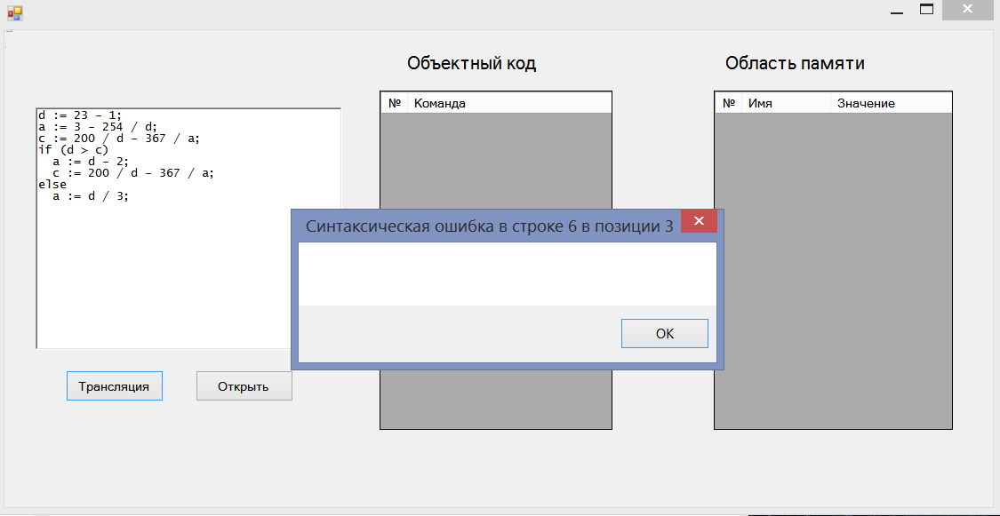 Объектный код
Область памяти
№ Команда
№ Имя Значение
d := 23 - 1;
a := 3 - 254 / d;
c := 200 / d - 367 / a;
if (d > c)
  a := d - 2;
  c := 200 / d - 367 / a;
else
  a := d / 3;
Синтаксическая ошибка в строке 6 в позиции 3
OK
Трансляция
Открыть